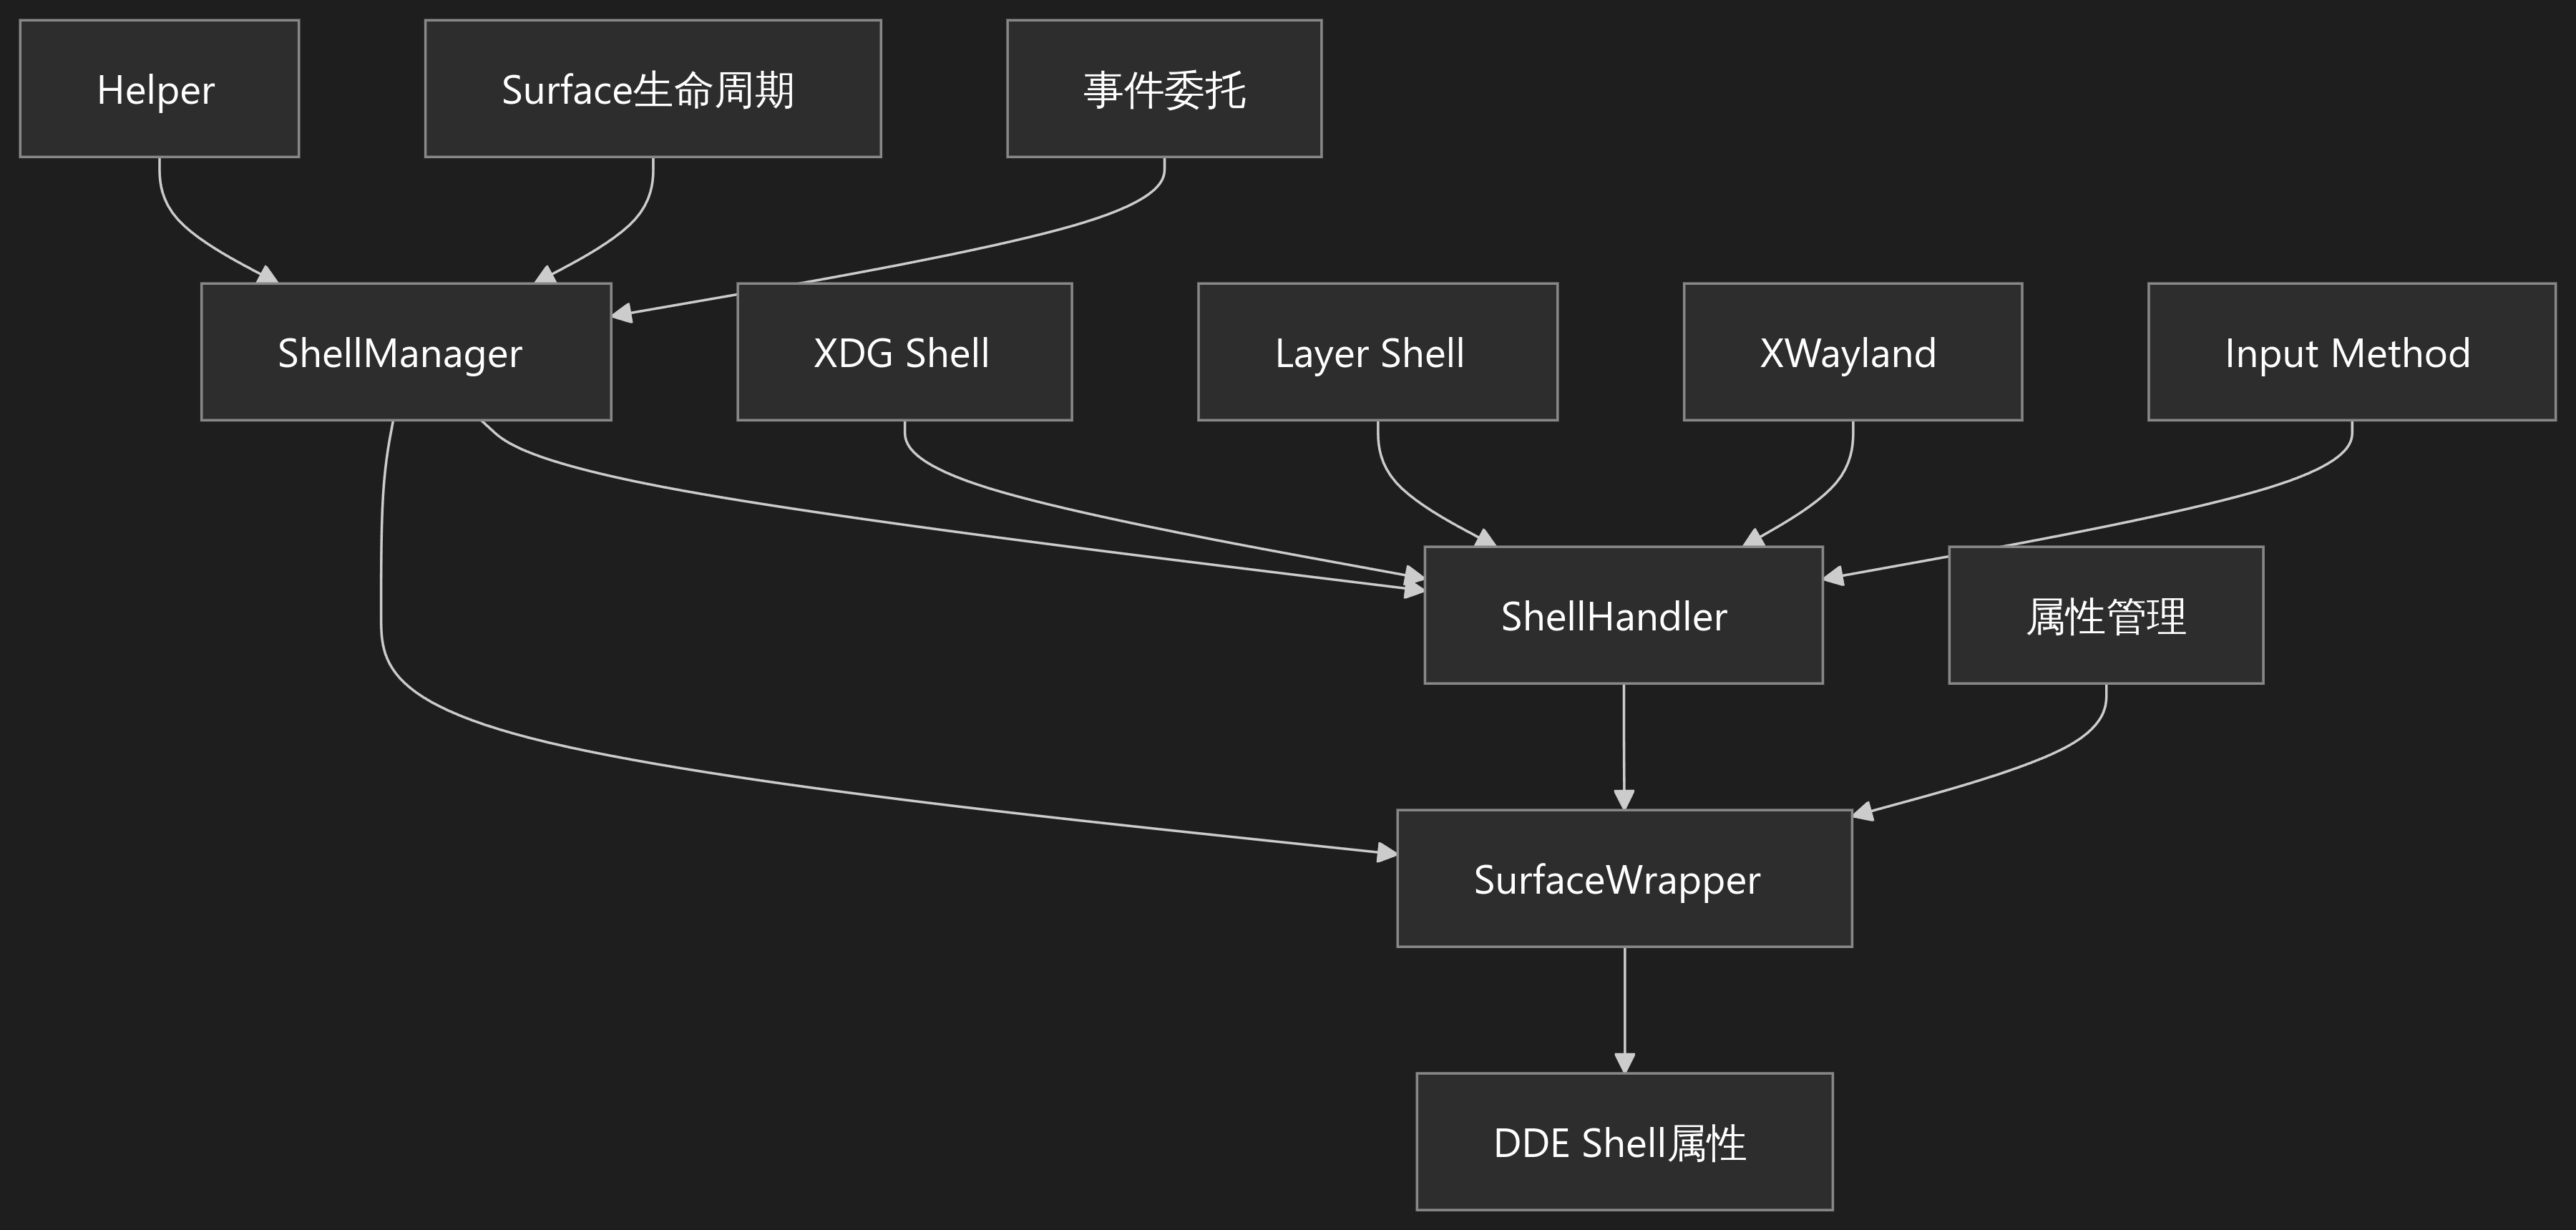 Helper
Surface生命周期
事件委托
ShellManager
XDG Shell
Layer Shell
XWayland
Input Method
ShellHandler
属性管理
SurfaceWrapper
DDE Shell属性